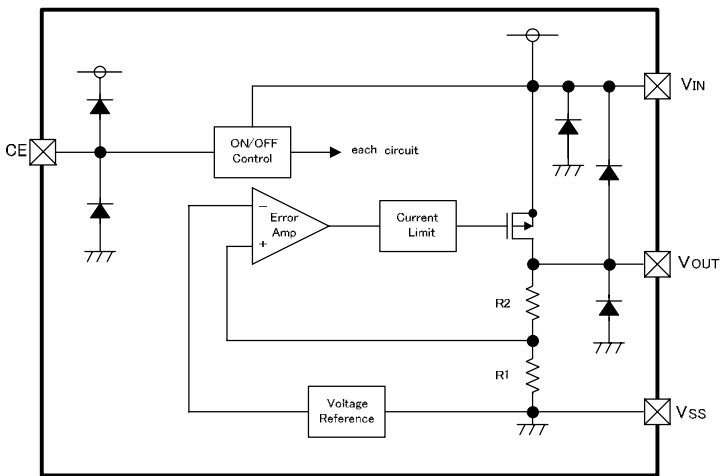 VIN
CE
ON/OFF
Control
each circuit
−
Error
Amp
+
Current
Limit
VOUT
R2
R1
Voltage
Reference
VSS